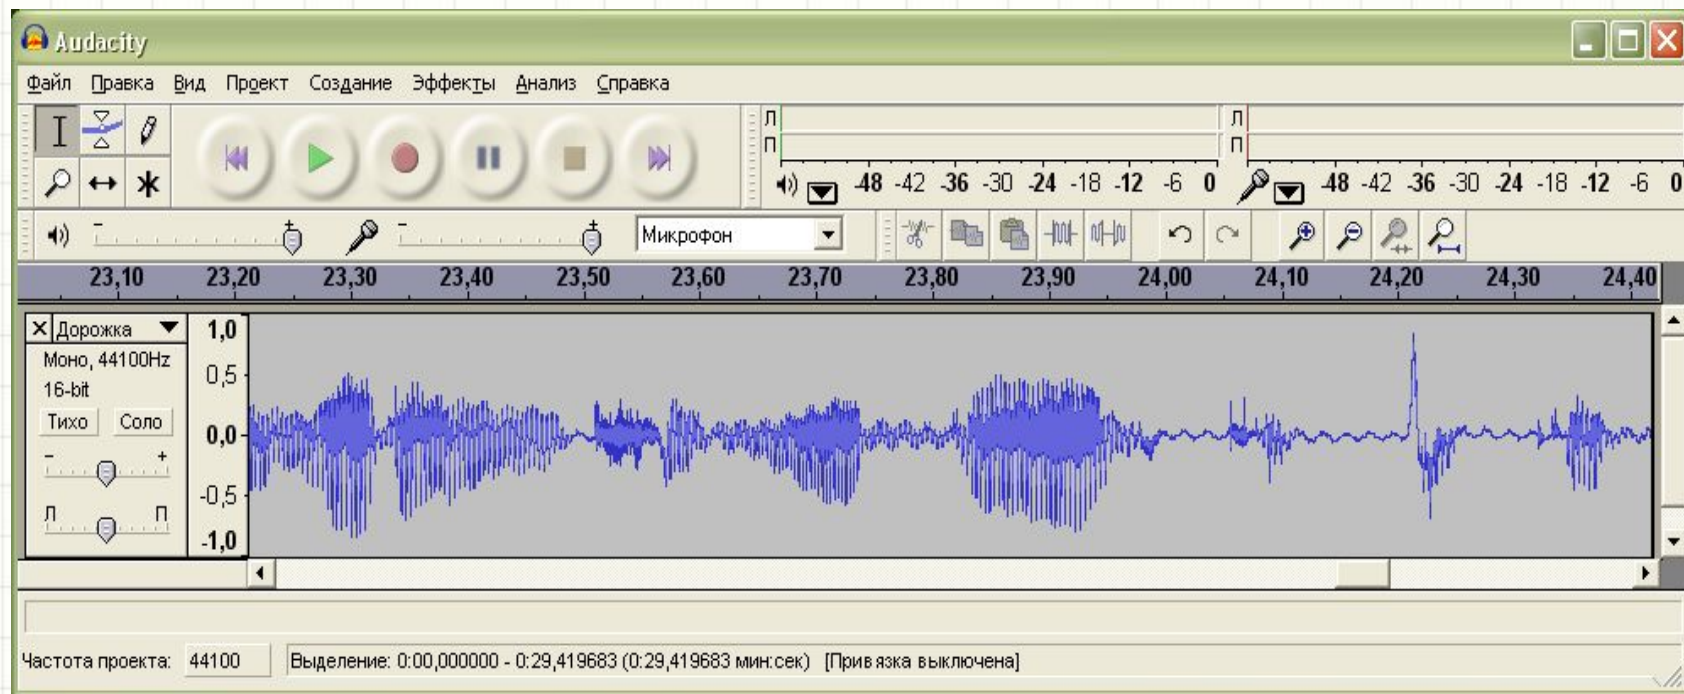 Audacity
Файл Правка Вид Проект Создание Эффекты Анализ Справка
Л
П
-48 -42 -36 -30 -24 -18 -12 -6 0
Л
П
-48 -42 -36 -30 -24 -18 -12 -6 0
Микрофон
23,10 23,20 23,30 23,40 23,50 23,60 23,70 23,80 23,90 24,00 24,10 24,20 24,30 24,40
Дорожка
Моно, 44100Hz
16-bit
Тихо Соло
- +
Л П
1,0
0,5
0,0
-0,5
-1,0
Частота проекта: 44100 Выделение: 0:00,000000 - 0:29,419683 (0:29,419683 мин:сек) [Привязка выключена]